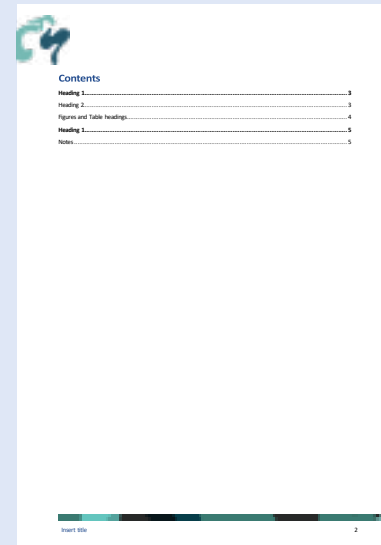 Contents
Heading 1 3
Heading 2 3
Figures and Table headings 4
Heading 1 5
Notes 5
Insert title 2